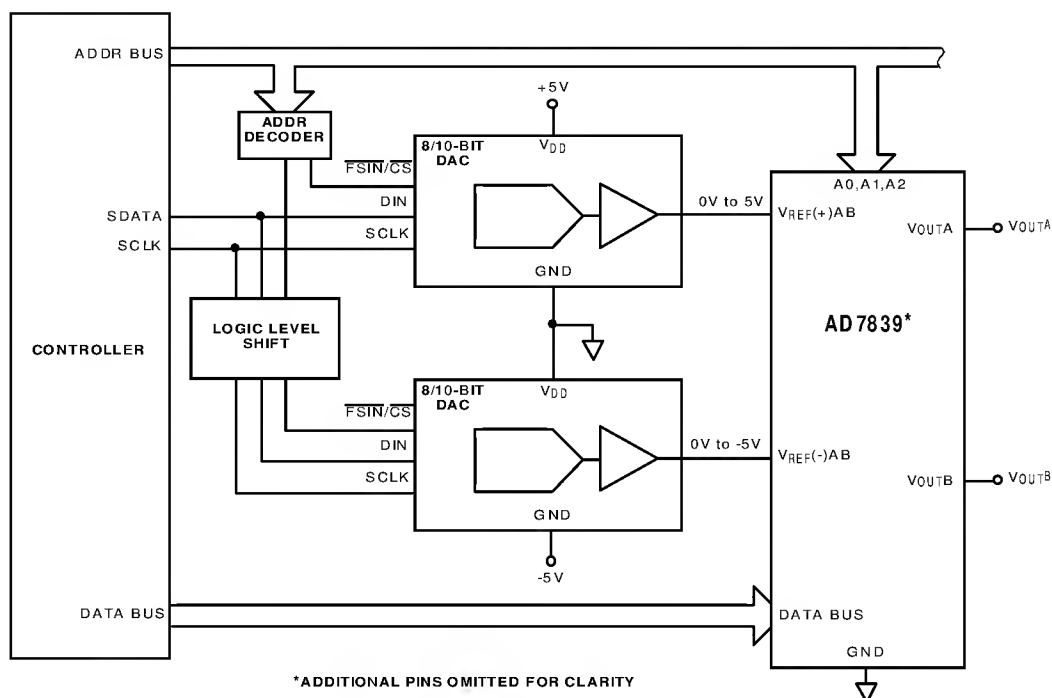 ADDR BUS
+5V
ADDR
DECODER
8/10-BIT
DAC
VDD
FSIN/CS
A0,A1,A2
DIN
0V to 5V
VREF(+)AB
SDATA
VOUTA
VOUTA
SCLK
SCLK
GND
LOGIC LEVEL
SHIFT
AD7839*
CONTROLLER
8/10-BIT
DAC
VDD
FSIN/CS
DIN
0V to -5V
VREF(-)AB
SCLK
VOUTB
VOUTB
GND
-5V
DATA BUS
DATA BUS
GND
*ADDITIONAL PINS OMITTED FOR CLARITY